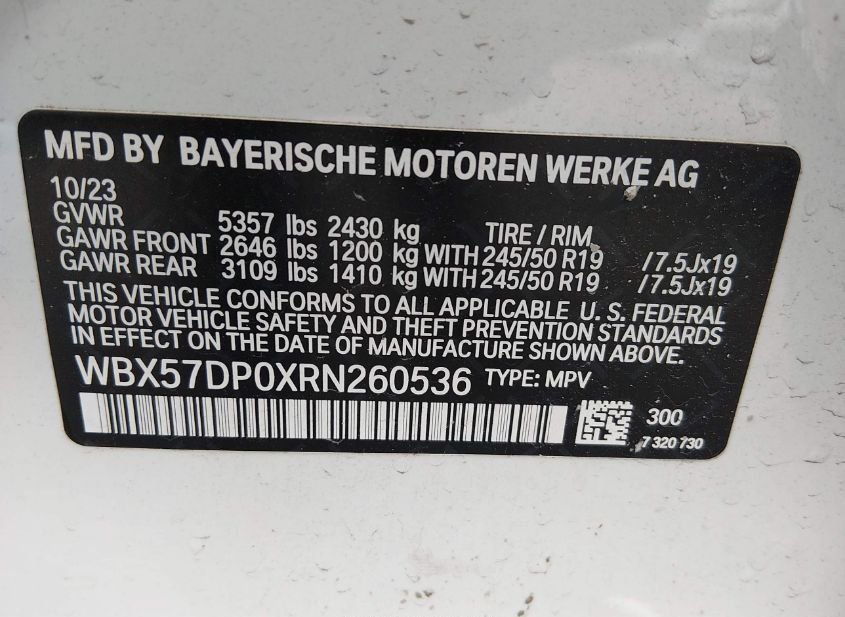 MFD BY BAYERISCHE MOTOREN WERKE AG
10/23
GVWR 5357 lbs 2430 kg TIRE / RIM
GAWR FRONT 2646 lbs 1200 kg WITH 245/50 R19 /7.5Jx19
GAWR REAR 3109 lbs 1410 kg WITH 245/50 R19 /7.5Jx19
THIS VEHICLE CONFORMS TO ALL APPLICABLE U. S. FEDERAL
MOTOR VEHICLE SAFETY AND THEFT PREVENTION STANDARDS
IN EFFECT ON THE DATE OF MANUFACTURE SHOWN ABOVE.
WBX57DP0XRN260536 TYPE: MPV
300
7 320 730